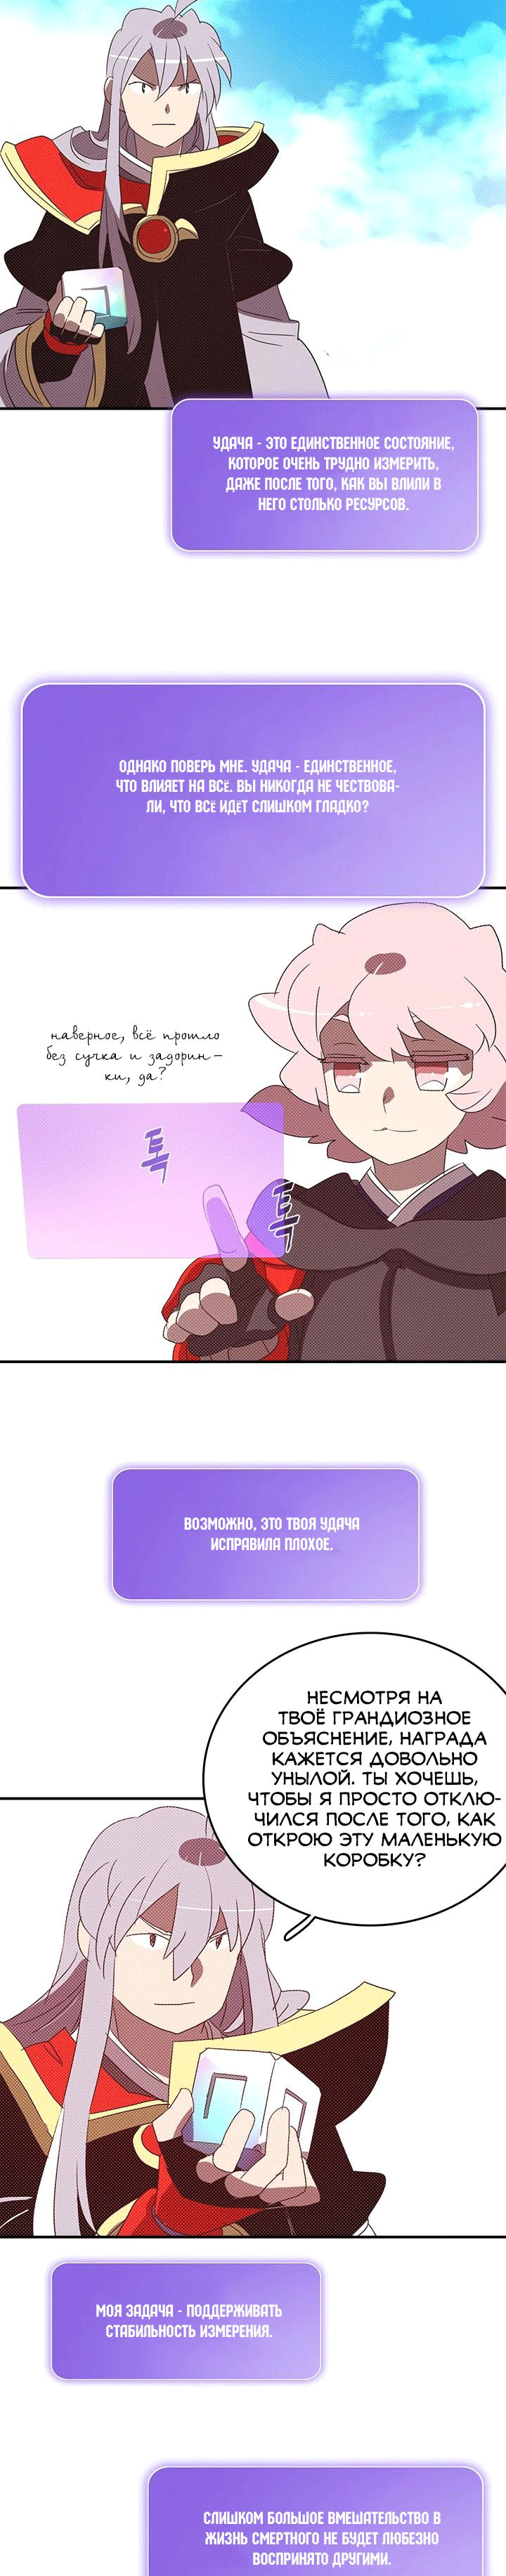 УДАЧА - ЭТО ЕДИНСТВЕННОЕ СОСТОЯНИЕ,
КОТОРОЕ ОЧЕНЬ ТРУДНО ИЗМЕРИТЬ,
ДАЖЕ ПОСЛЕ ТОГО, КАК ВЫ ВЛИЛИ В
НЕГО СТОЛЬКО РЕСУРСОВ.
ОДНАКО ПОВЕРЬ МНЕ. УДАЧА - ЕДИНСТВЕННОЕ,
ЧТО ВЛИЯЕТ НА ВСЁ. ВЫ НИКОГДА НЕ ЧЕСТВОВА-
ЛИ, ЧТО ВСЁ ИДЁТ СЛИШКОМ ГЛАДКО?
наверное, всё прошло
без сучка и задорин-
ки, да?
톡
톡
ВОЗМОЖНО, ЭТО ТВОЯ УДАЧА
ИСПРАВИЛА ПЛОХОЕ.
НЕСМОТРЯ НА
ТВОЁ ГРАНДИОЗНОЕ
ОБЪЯСНЕНИЕ, НАГРАДА
КАЖЕТСЯ ДОВОЛЬНО
УНЫЛОЙ. ТЫ ХОЧЕШЬ,
ЧТОБЫ Я ПРОСТО ОТКЛЮ-
ЧИЛСЯ ПОСЛЕ ТОГО, КАК
ОТКРОЮ ЭТУ МАЛЕНЬКУЮ
КОРОБКУ?
МОЯ ЗАДАЧА - ПОДДЕРЖИВАТЬ
СТАБИЛЬНОСТЬ ИЗМЕРЕНИЯ.
СЛИШКОМ БОЛЬШОЕ ВМЕШАТЕЛЬСТВО В
ЖИЗНЬ СМЕРТНОГО НЕ БУДЕТ ЛЮБЕЗНО
ВОСПРИНЯТО ДРУГИМИ.